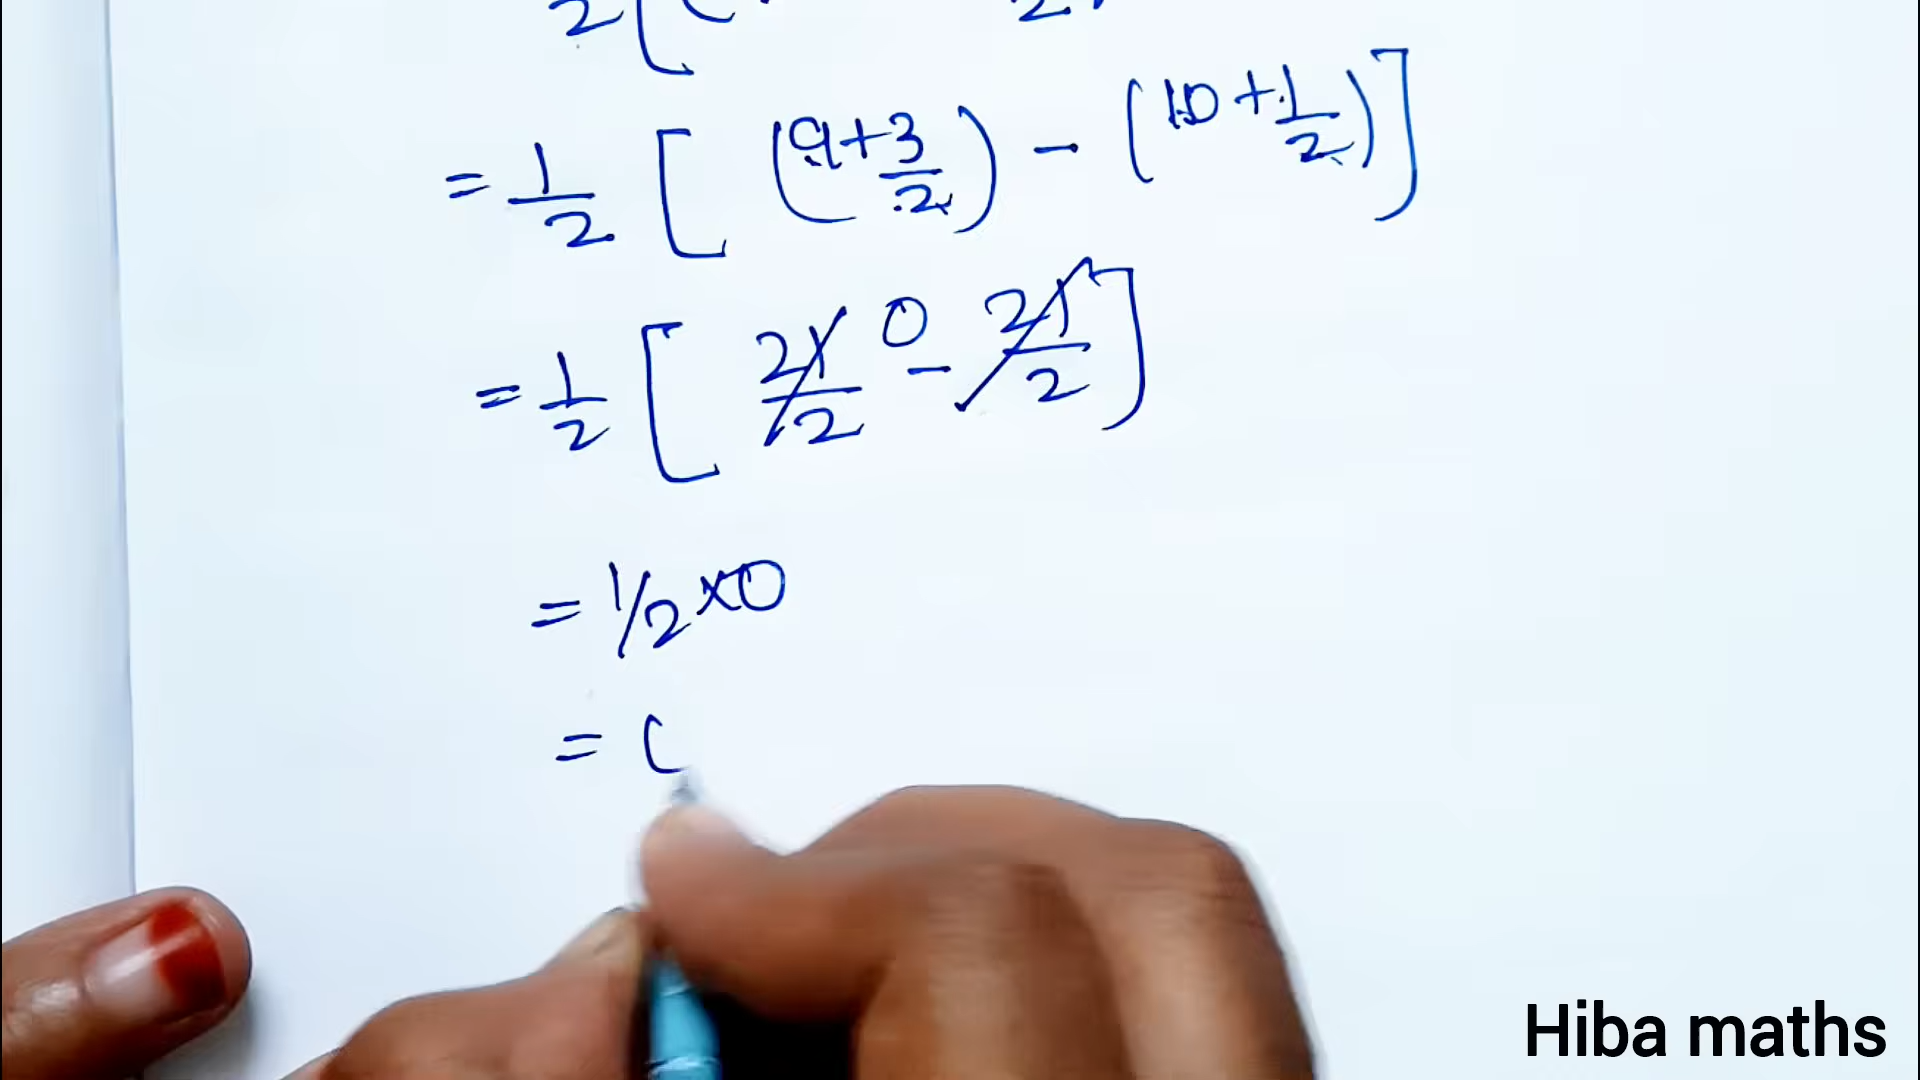 = 1/2 [ (9+3/2) - (10+1/2) ]
= 1/2 [ 21/2 0 - 21/2 ]
= 1/2 ×0
=
Hiba maths